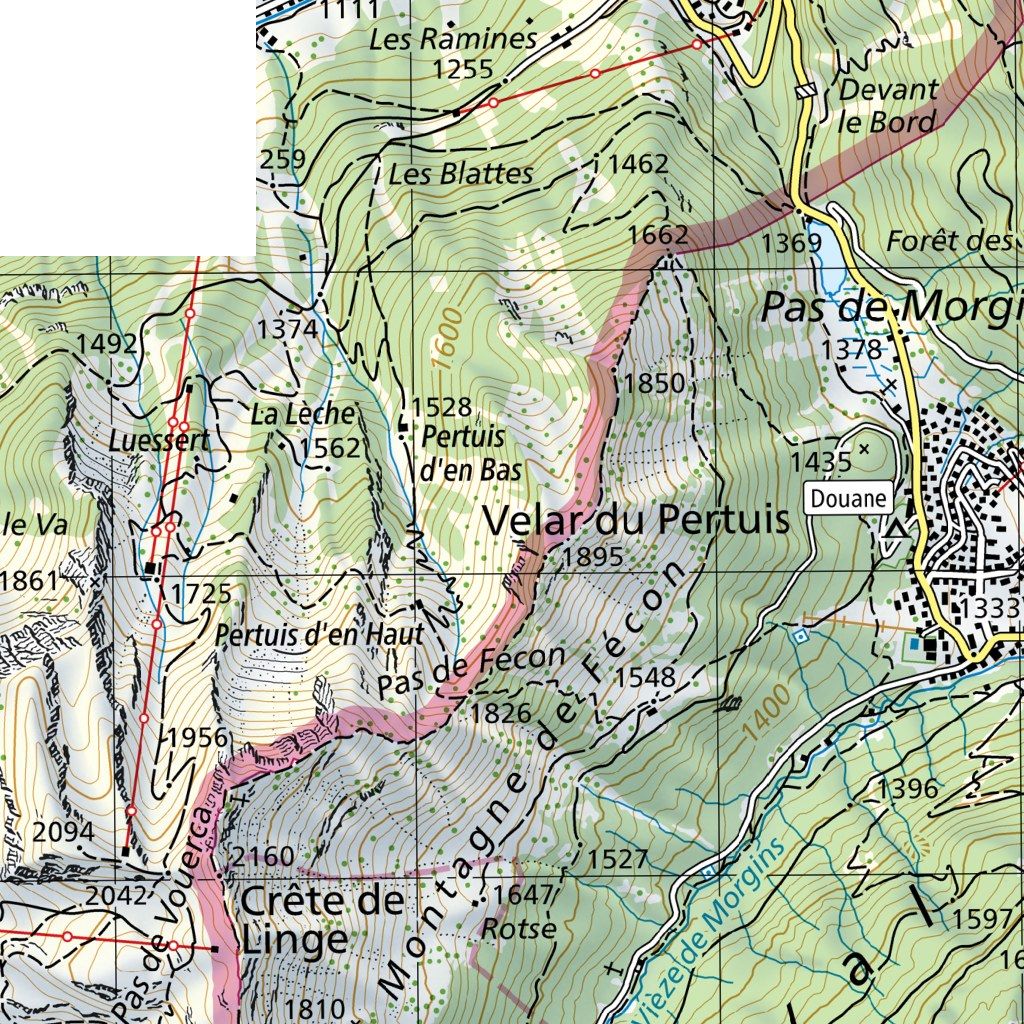 1111
Les Ramines
1255
Devant
le Bord
259
Les Blattes
1462
1662
1369
Forêt des
Pas de Morgi
1374
1492
1600
1378
1850
La Lèche
1528
Luessert
1562
Pertuis
d'en Bas
1435
Douane
le Va
Velar du Pertuis
1895
1861
1725
1333
Pertuis d'en Haut
Pas de Fécon
1548
1826
1400
1956
Montagne de Fécon
1396
2094
2160
1527
2042
Crête de
Linge
1647
Rotse
1597
Pas de Vouerca
Vièze de Morgins
a
1810
16